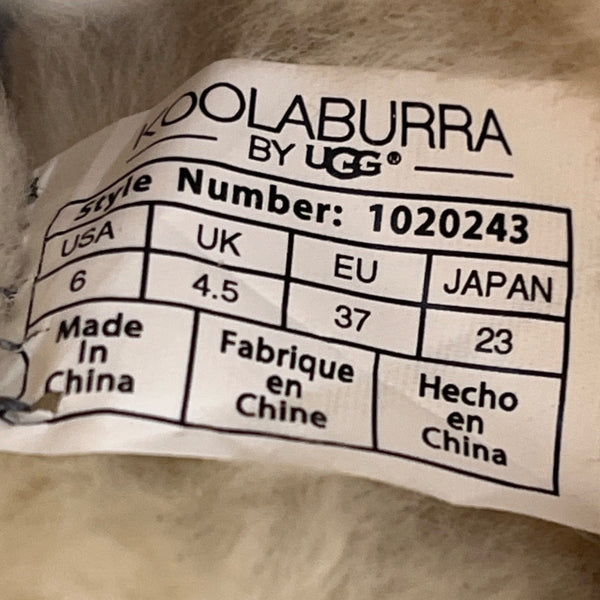 KOOLABURRA
BY UGG®
Style Number: 1020243
USA UK EU JAPAN
6 4.5 37 23
Made Fabrique Hecho
In en en
China Chine China